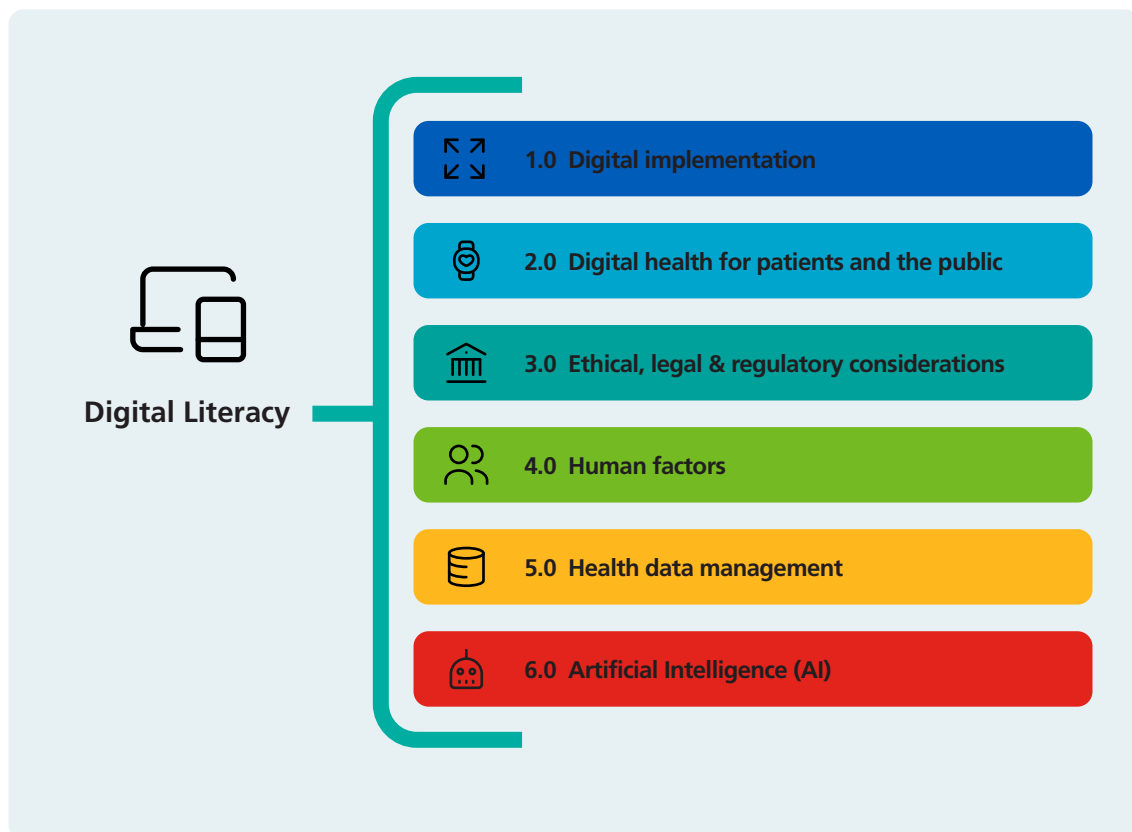 1.0 Digital implementation
2.0 Digital health for patients and the public
3.0 Ethical, legal & regulatory considerations
Digital Literacy
4.0 Human factors
5.0 Health data management
6.0 Artificial Intelligence (AI)